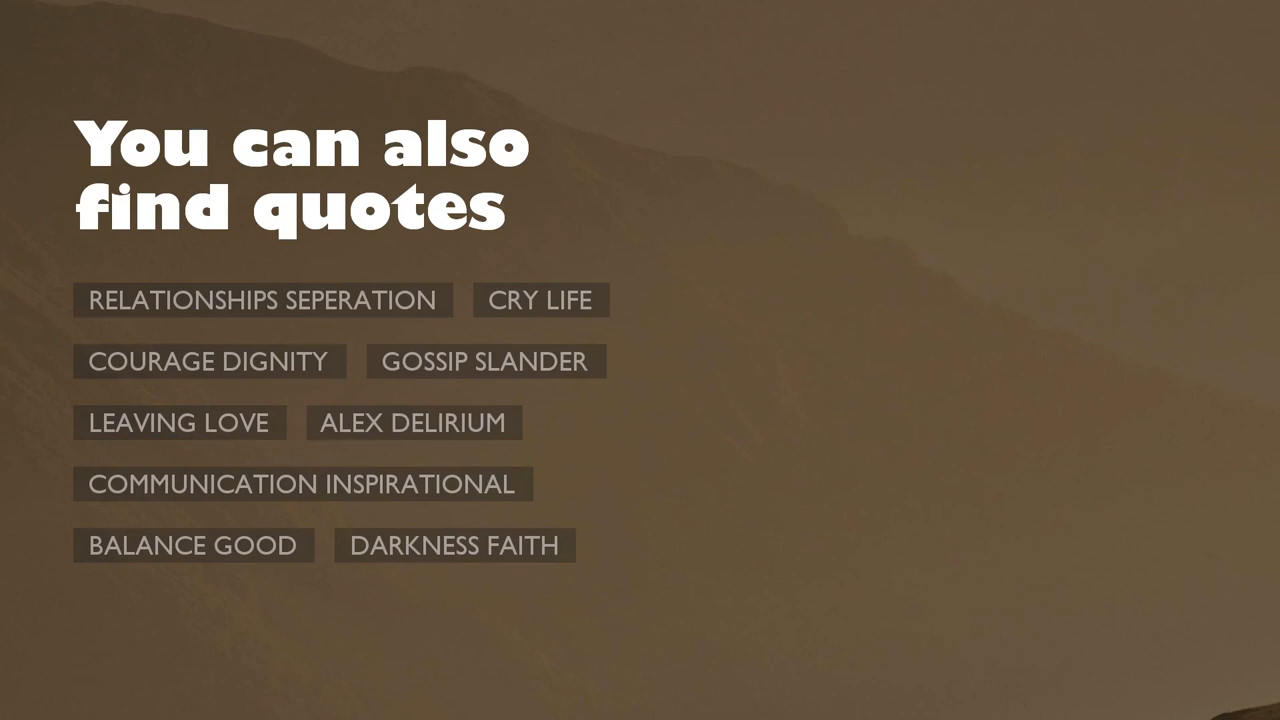 You can also
find quotes
RELATIONSHIPS SEPERATION CRY LIFE
COURAGE DIGNITY GOSSIP SLANDER
LEAVING LOVE ALEX DELIRIUM
COMMUNICATION INSPIRATIONAL
BALANCE GOOD DARKNESS FAITH